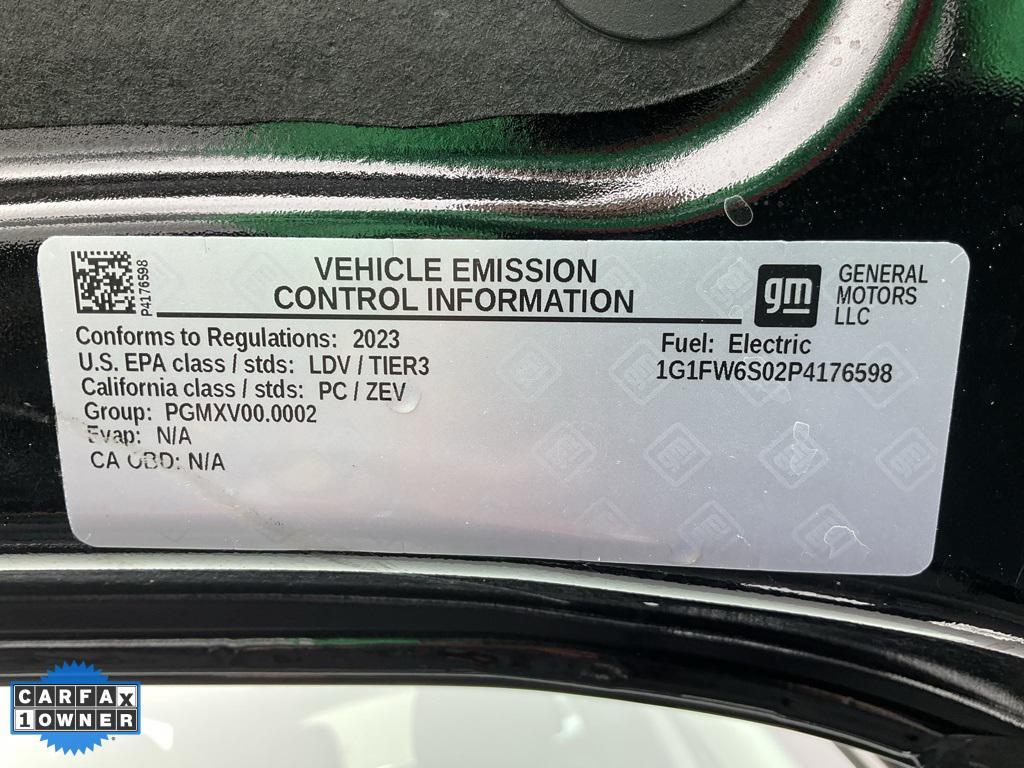 P4176598
VEHICLE EMISSION
CONTROL INFORMATION
gm
GENERAL
MOTORS
LLC
Conforms to Regulations: 2023
U.S. EPA class / stds: LDV / TIER3
California class / stds: PC / ZEV
Group: PGMXV00.0002
Evap: N/A
CA OBD: N/A
Fuel: Electric
1G1FW6S02P4176598
CARFAX
1 OWNER